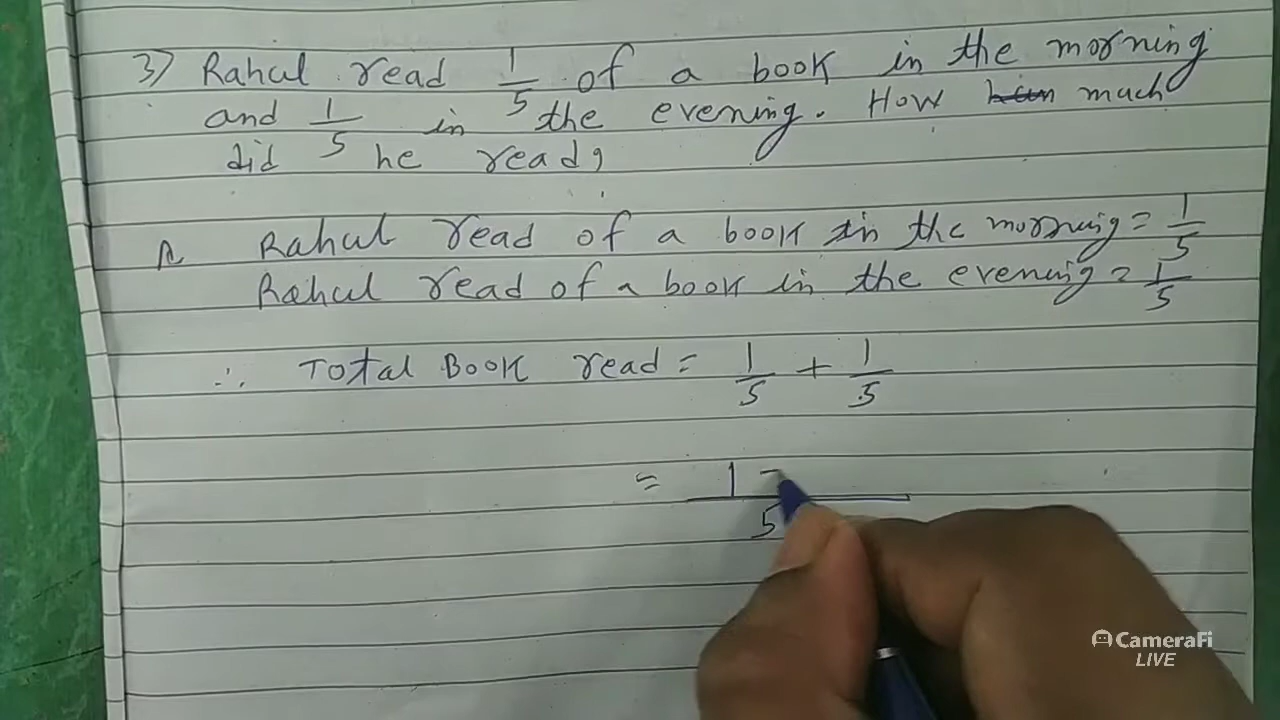 3) Rahul read 1/5 of a book in the morning
and 1/5 in the evening. How much
did he read?
A Rahul read of a book in the morning = 1/5
Rahul read of a book in the evening = 1/5
∴ Total Book read = 1/5 + 1/5
= 1 / 5
CameraFi
LIVE